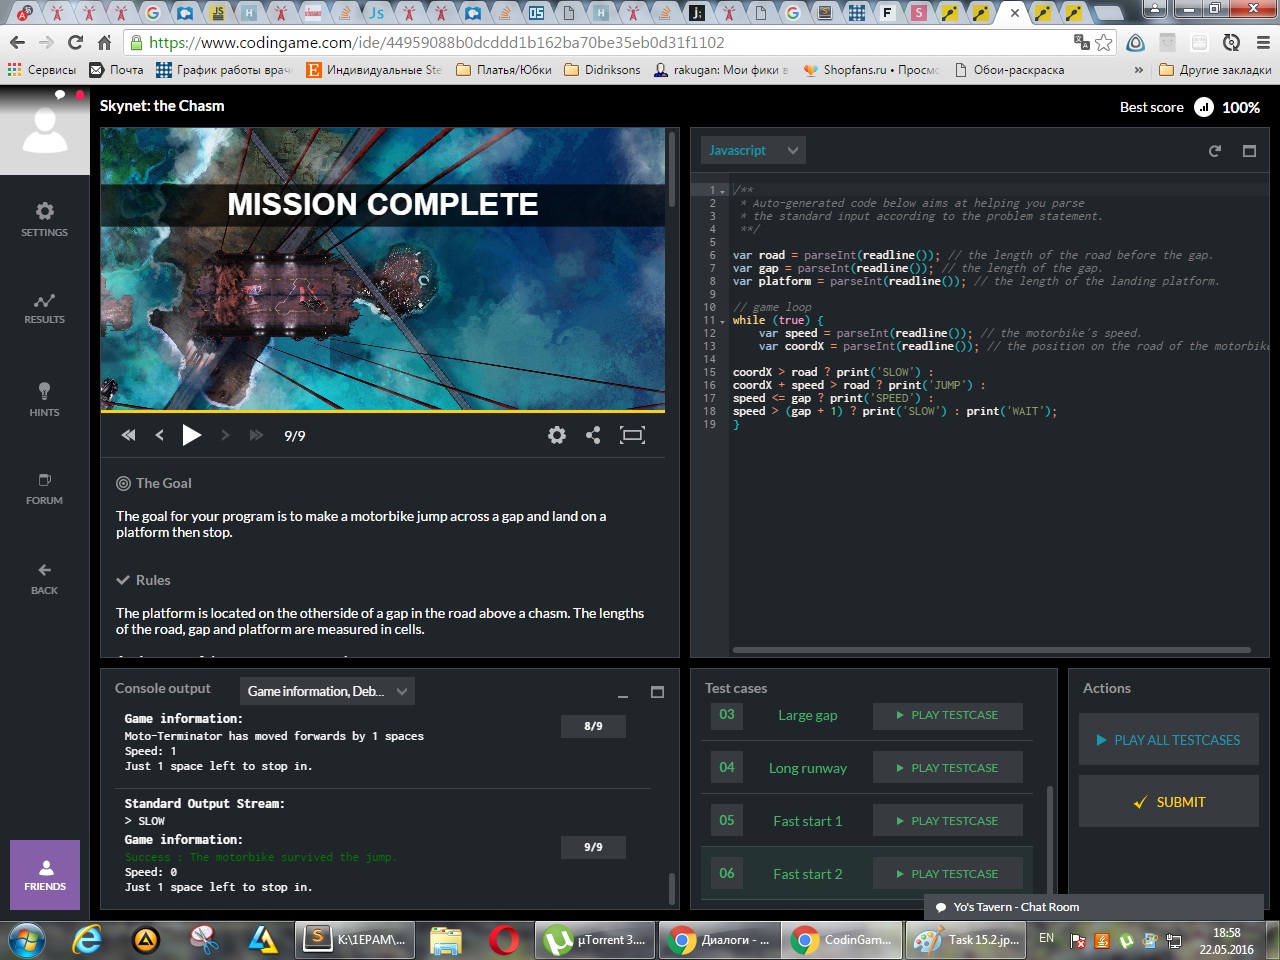 https://www.codingame.com/ide/44959088b0dcddd1b162ba70be35eb0d31f1102
Сервисы
Почта
График работы врач
Индивидуальные Ste
Платья/Юбки
Didriksons
rakugan: Мои фики в
Shopfans.ru • Просмо
Обои-раскраска
»
Другие закладки
Skynet: the Chasm
Best score
100%
SETTINGS
RESULTS
HINTS
FORUM
BACK
FRIENDS
MISSION COMPLETE
9/9
The Goal
The goal for your program is to make a motorbike jump across a gap and land on a
platform then stop.
Rules
The platform is located on the otherside of a gap in the road above a chasm. The lengths
of the road, gap and platform are measured in cells.
Javascript
1 /**
2 * Auto-generated code below aims at helping you parse
3 * the standard input according to the problem statement.
4 **/
5
6 var road = parseInt(readline()); // the length of the road before the gap.
7 var gap = parseInt(readline()); // the length of the gap.
8 var platform = parseInt(readline()); // the length of the landing platform.
9
10 // game loop
11 while (true) {
12 var speed = parseInt(readline()); // the motorbike's speed.
13 var coordX = parseInt(readline()); // the position on the road of the motorbike
14
15 coordX > road ? print('SLOW') :
16 coordX + speed > road ? print('JUMP') :
17 speed <= gap ? print('SPEED') :
18 speed > (gap + 1) ? print('SLOW') : print('WAIT');
19 }
Console output
Game information, Deb...
Game information:
8/9
Moto-Terminator has moved forwards by 1 spaces
Speed: 1
Just 1 space left to stop in.
Standard Output Stream:
> SLOW
Game information:
9/9
Success : The motorbike survived the jump.
Speed: 0
Just 1 space left to stop in.
Test cases
03 Large gap PLAY TESTCASE
04 Long runway PLAY TESTCASE
05 Fast start 1 PLAY TESTCASE
06 Fast start 2 PLAY TESTCASE
Actions
PLAY ALL TESTCASES
SUBMIT
Yo's Tavern - Chat Room
K:\1EPAM\...
µTorrent 3....
Диалоги - ...
CodinGam...
Task 15.2.jp...
EN
18:58
22.05.2016